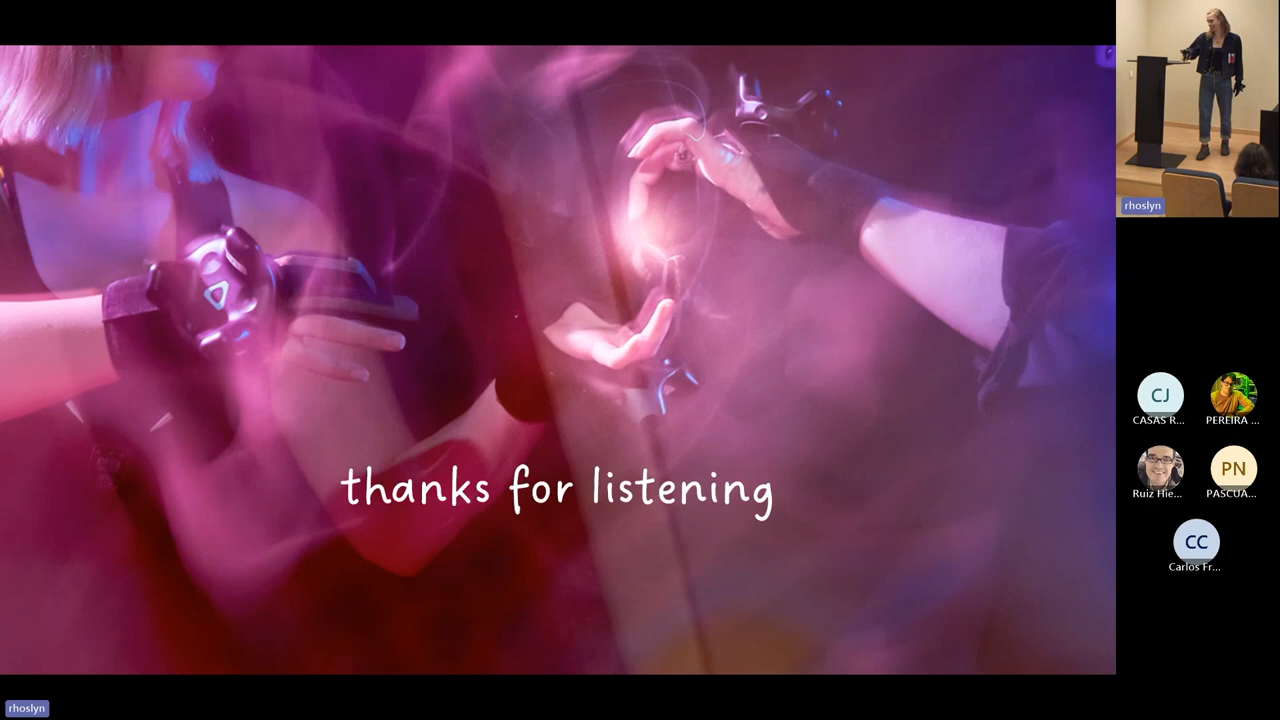 thanks for listening
rhoslyn
CJ
CASAS R...
PEREIRA ...
Ruiz Hie...
PN
PASCUA...
CC
Carlos Fr...
rhoslyn